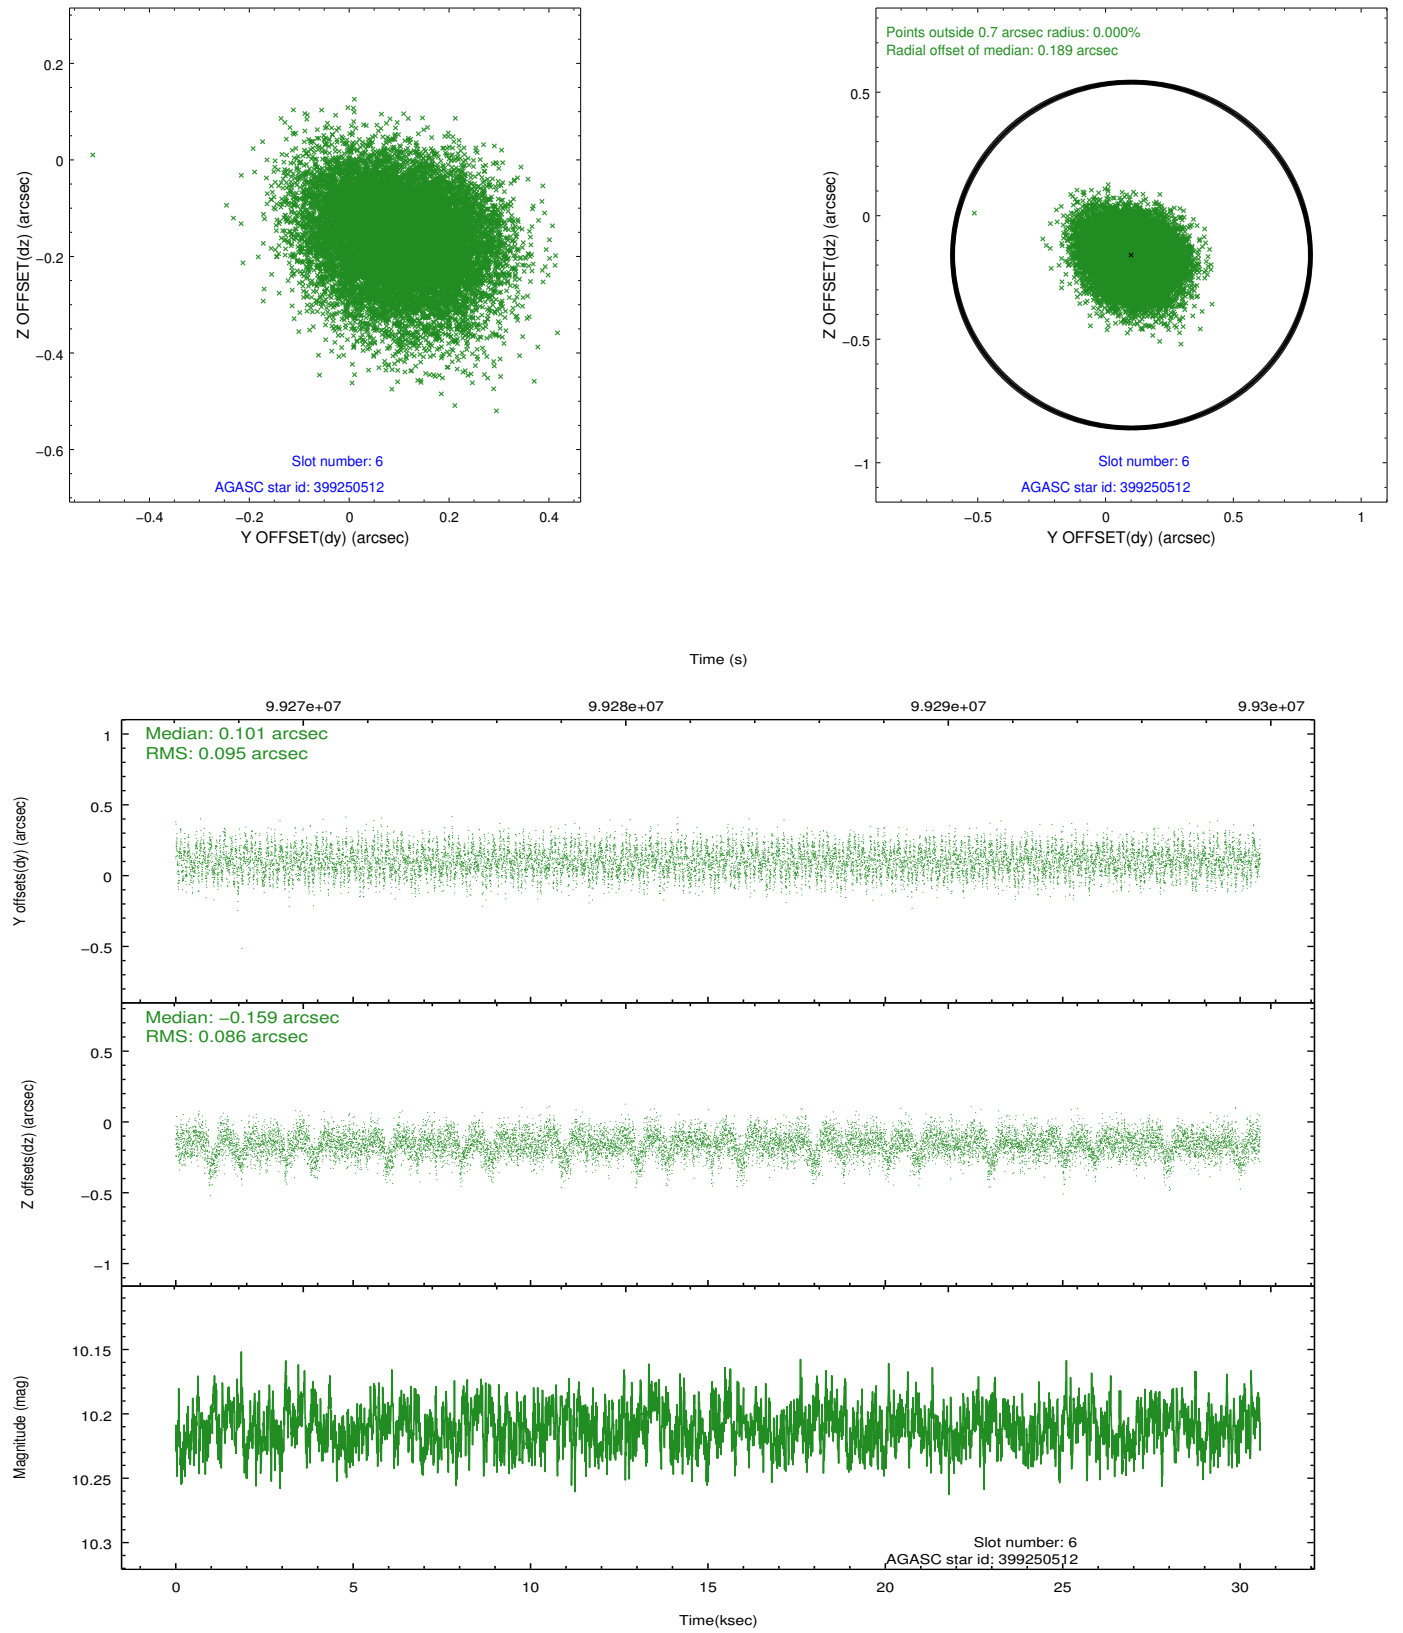 0.2
0
−0.2
−0.4
−0.6
Z OFFSET(dz) (arcsec)
Slot number: 6
AGASC star id: 399250512
−0.4
−0.2
0
0.2
0.4
Y OFFSET(dy) (arcsec)
Points outside 0.7 arcsec radius: 0.000%
Radial offset of median: 0.189 arcsec
0.5
0
−0.5
−1
Z OFFSET(dz) (arcsec)
Slot number: 6
AGASC star id: 399250512
−0.5
0
0.5
1
Y OFFSET(dy) (arcsec)
Time (s)
9.927e+07
9.928e+07
9.929e+07
9.93e+07
Median: 0.101 arcsec
RMS: 0.095 arcsec
1
0.5
0
−0.5
Y offsets(dy) (arcsec)
Median: −0.159 arcsec
RMS: 0.086 arcsec
0.5
0
−0.5
−1
Z offsets(dz) (arcsec)
10.15
10.2
10.25
10.3
Magnitude (mag)
Slot number: 6
AGASC star id: 399250512
0
5
10
15
20
25
30
Time(ksec)